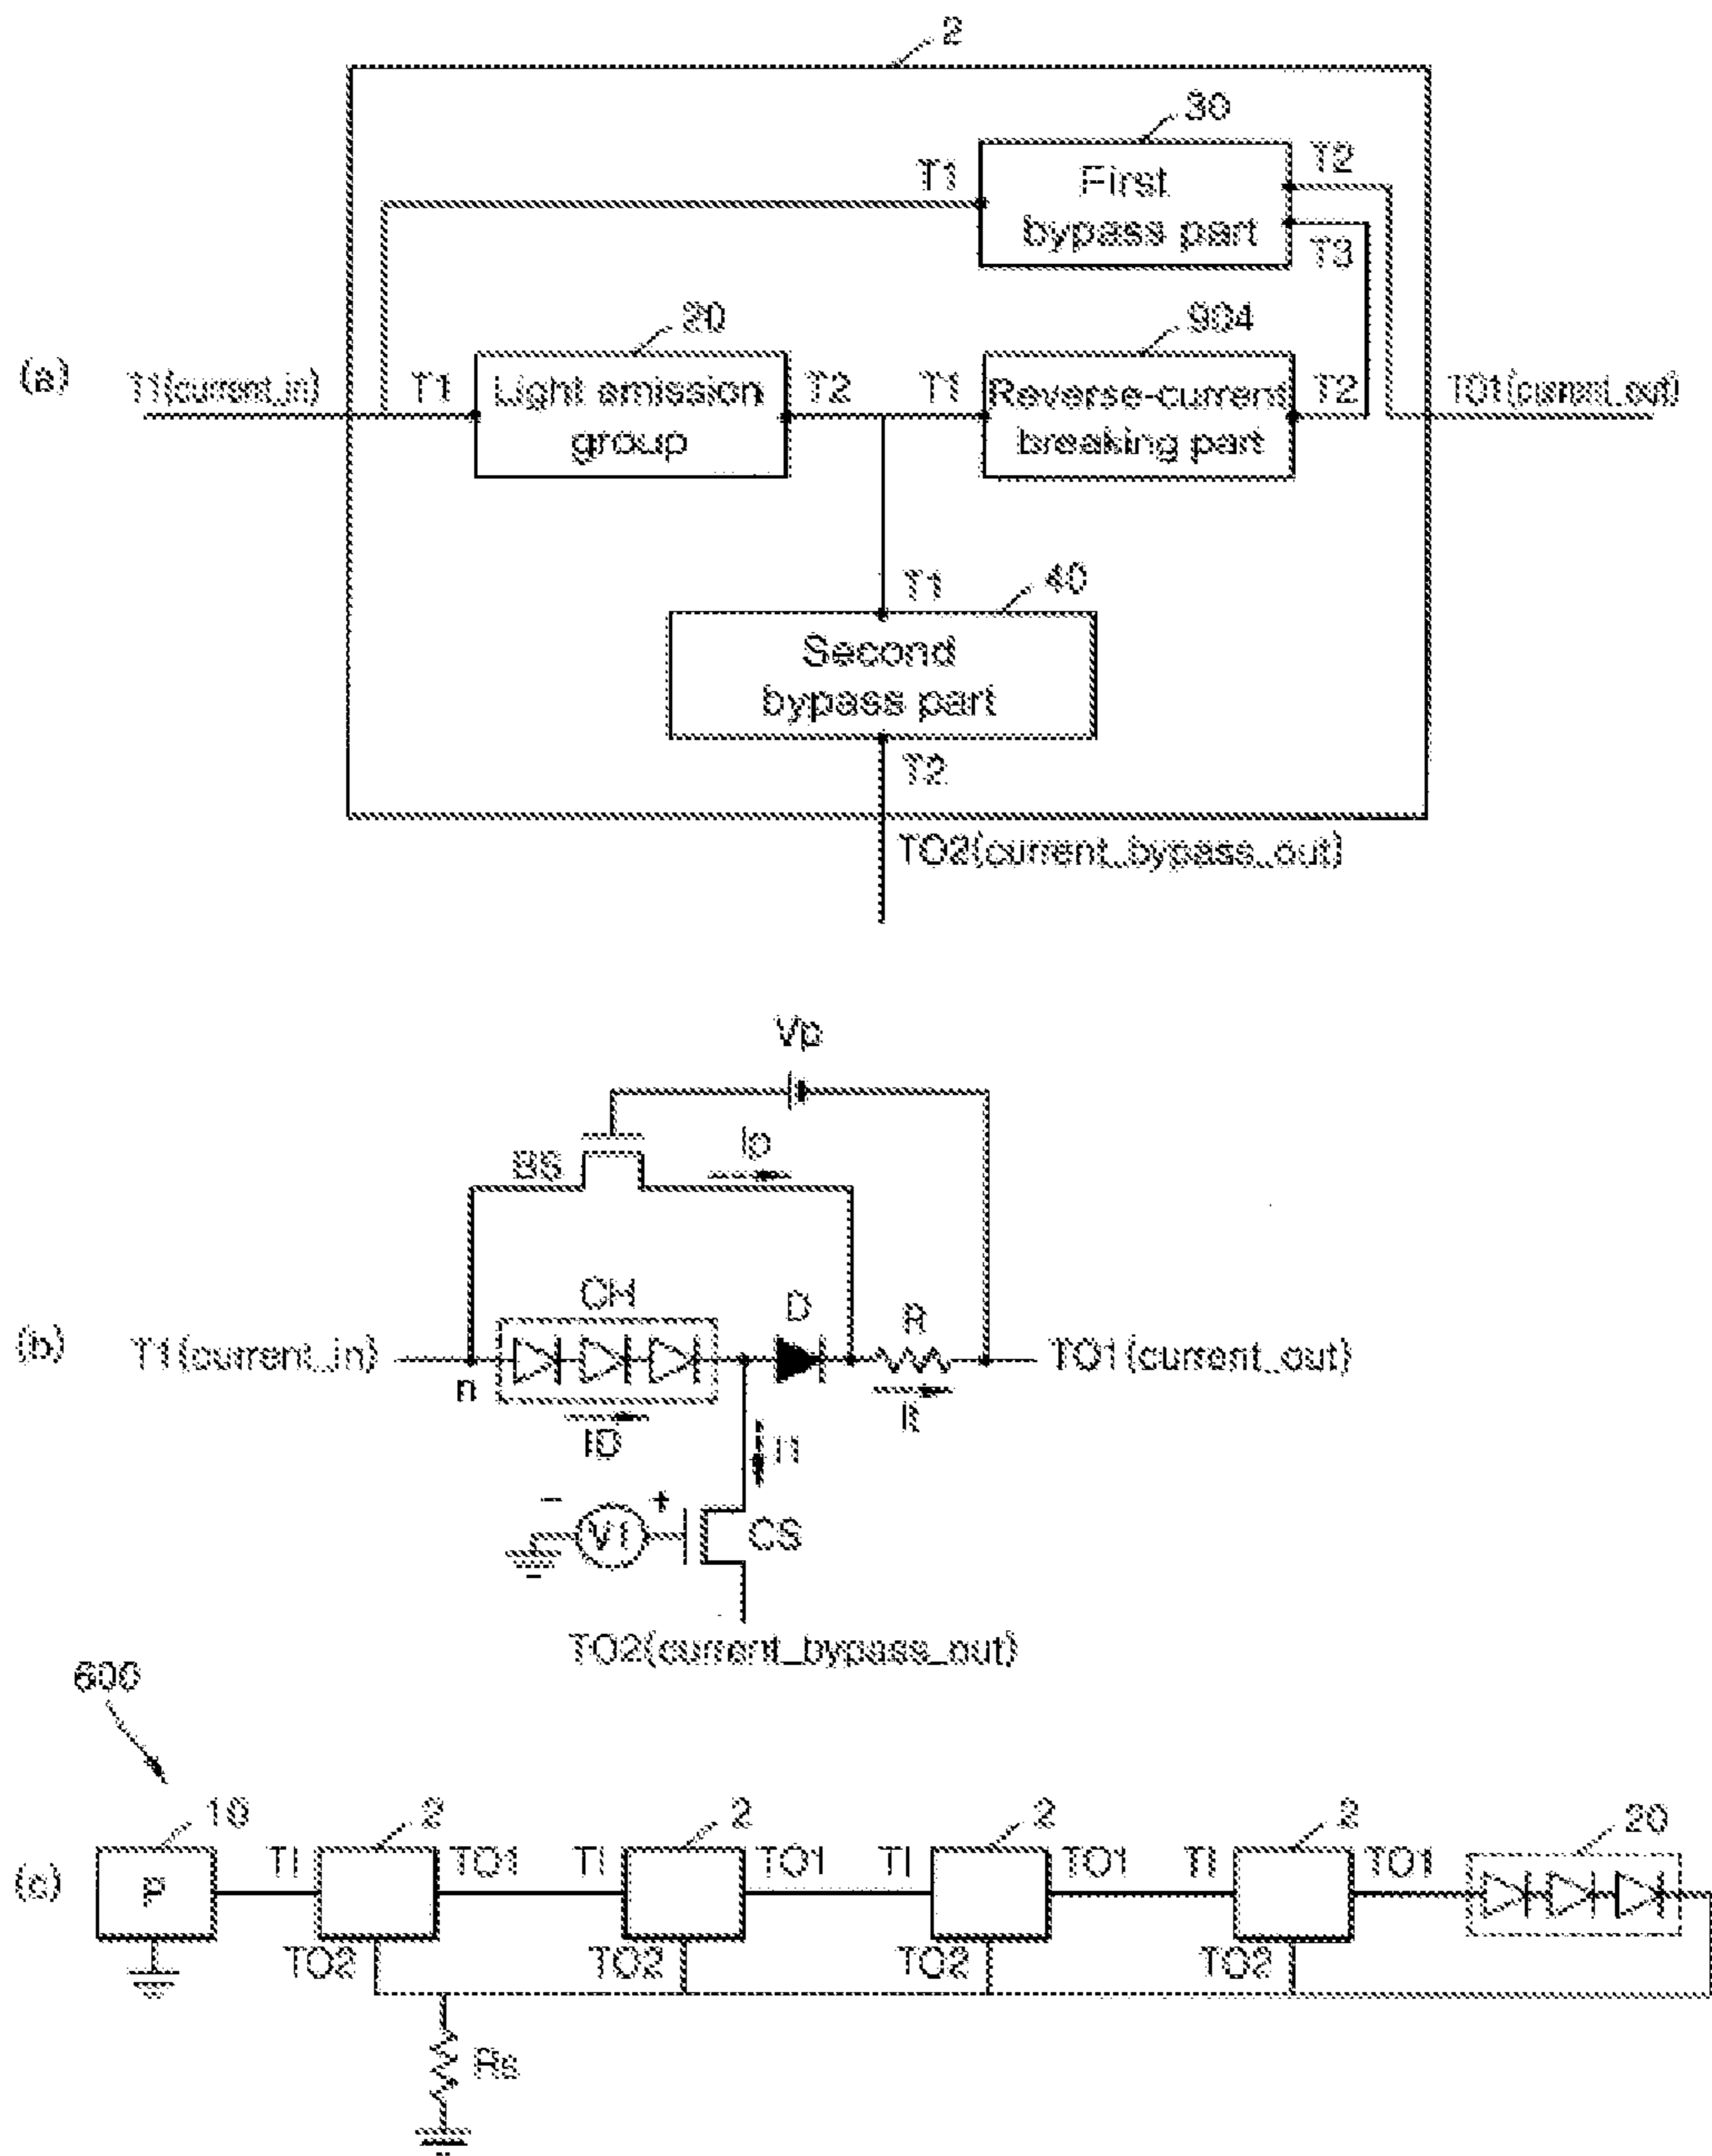 2
30
T1
First
bypass part
T2
T3
20
904
(a)
T1(current_in)
T1
Light emission
group
T2
T1
Reverse-current
breaking part
T2
TO1(current_out)
T1
40
Second
bypass part
T2
TO2(current_bypass_out)
Vp
BS
Ip
(b)
T1(current_in)
n
CH
D
R
TO1(current_out)
ID
It
I1
-
+
V1
CS
TO2(current_bypass_out)
600
10
2
2
2
2
20
(c)
P
TI
TO1
TI
TO1
TI
TO1
TI
TO1
TO2
TO2
TO2
TO2
Rs